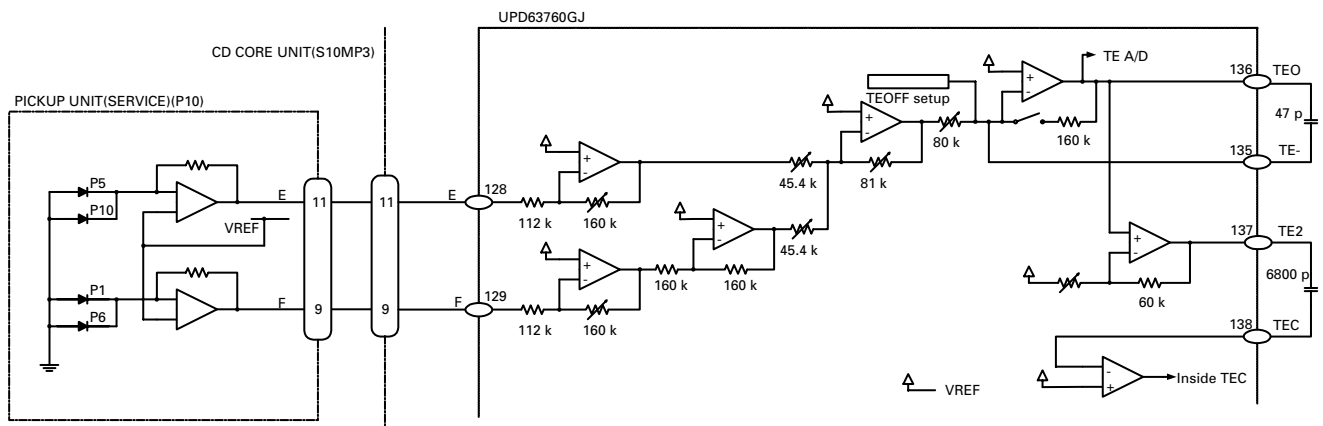 UPD63760GJ
CD CORE UNIT(S10MP3)
PICKUP UNIT(SERVICE)(P10)
TE A/D
136
TEO
TEOFF setup
47 p
80 k
160 k
P5
P10
E
11
11
E
128
45.4 k
81 k
135
TE-
VREF
112 k
160 k
45.4 k
137
TE2
P1
P6
F
9
9
F
129
160 k
160 k
60 k
6800 p
112 k
160 k
138
TEC
VREF
Inside TEC
+
-
+
-
+
-
+
-
+
-
+
-
-
+